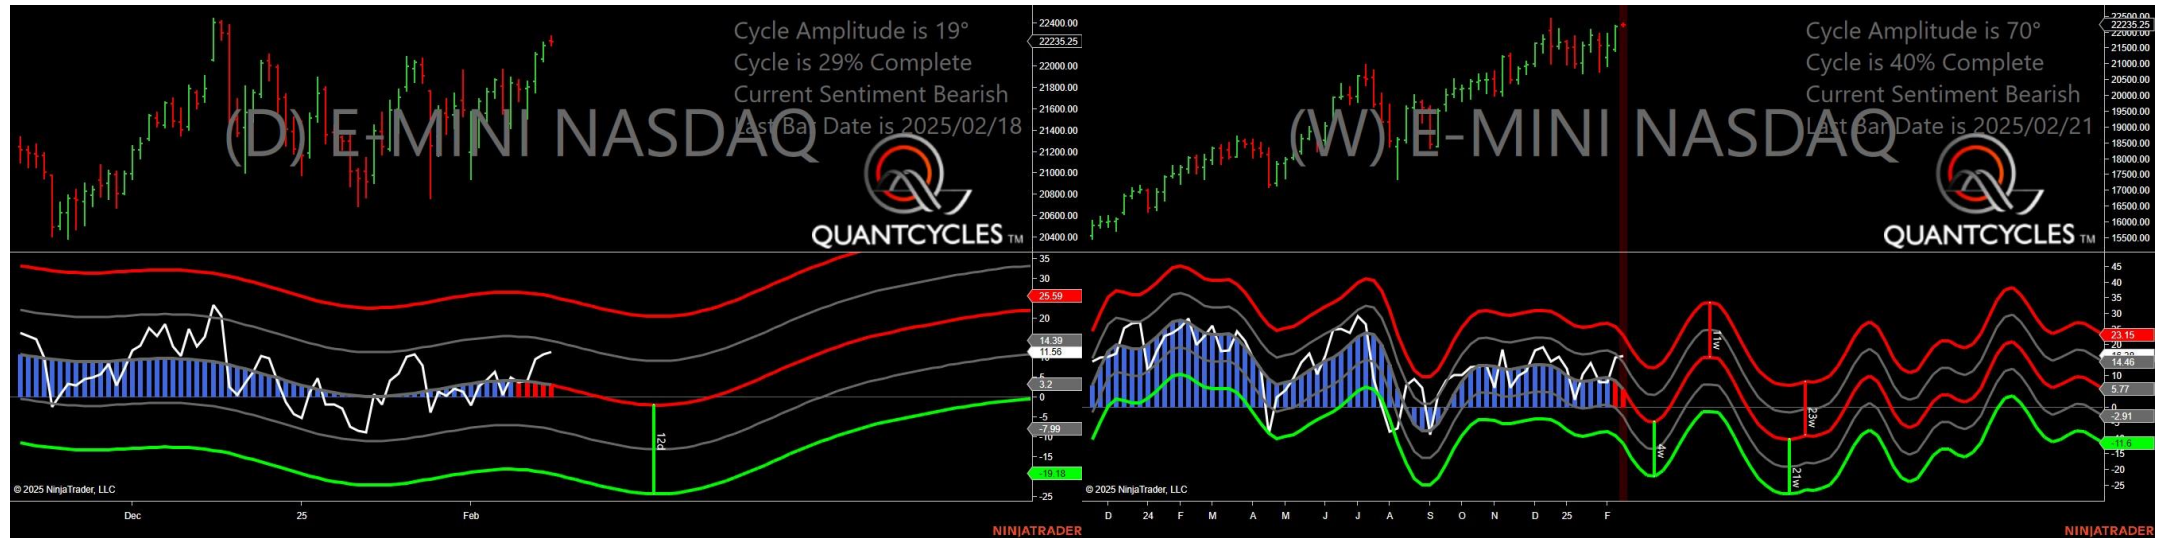 Cycle Amplitude is 19°
Cycle is 29% Complete
Current Sentiment Bearish
Last Bar Date is 2025/02/18
(D) E-MINI NASDAQ
QUANTCYCLES TM
22400.00
22235.25
22000.00
21800.00
21600.00
21400.00
21200.00
21000.00
20800.00
20600.00
20400.00
35
30
25.59
20
14.39
11.56
5
3.2
0
-5
-7.99
-10
-15
-19.18
-25
12d
© 2025 NinjaTrader, LLC
Dec
25
Feb
NINJATRADER
Cycle Amplitude is 70°
Cycle is 40% Complete
Current Sentiment Bearish
Last Bar Date is 2025/02/21
(W) E-MINI NASDAQ
QUANTCYCLES TM
22500.00
22235.25
22000.00
21500.00
21000.00
20500.00
20000.00
19500.00
19000.00
18500.00
18000.00
17500.00
17000.00
16500.00
16000.00
15500.00
45
40
35
30
23.15
20
14.46
10
5.77
0
-2.91
-11.6
-15
-20
-25
11w
4w
23w
21w
© 2025 NinjaTrader, LLC
D
24
F
M
A
M
J
J
A
S
O
N
D
25
F
NINJATRADER